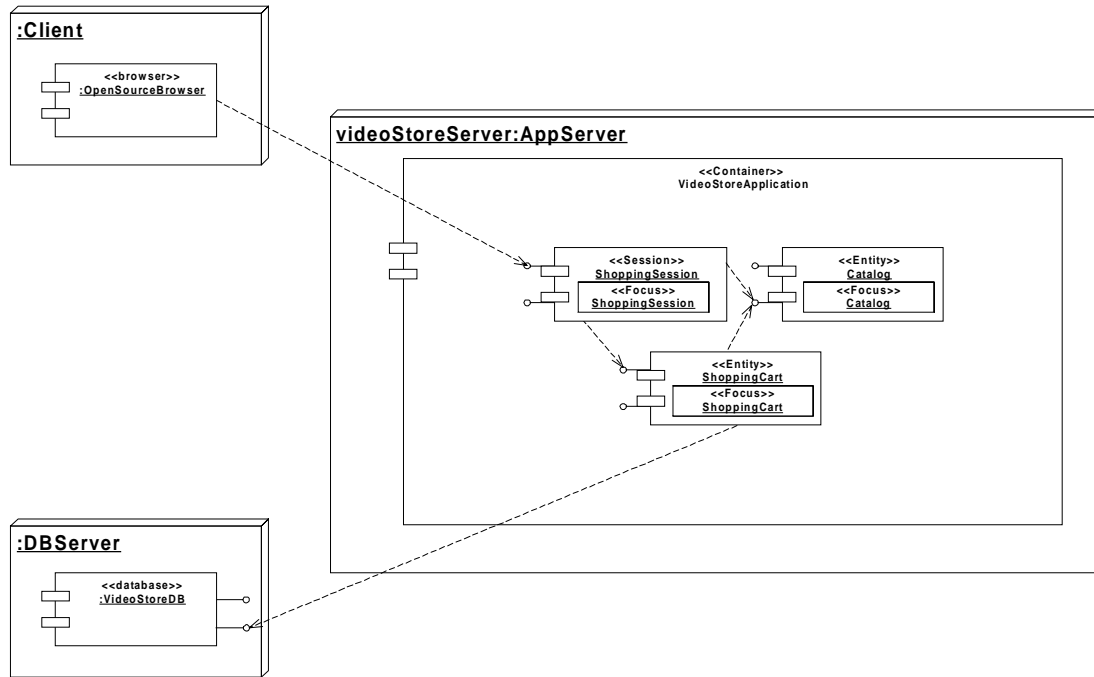 :Client
<<browser>>
:OpenSourceBrowser
videoStoreServer:AppServer
<<Container>>
VideoStoreApplication
<<Session>>
ShoppingSession
<<Focus>>
ShoppingSession
<<Entity>>
Catalog
<<Focus>>
Catalog
<<Entity>>
ShoppingCart
<<Focus>>
ShoppingCart
:DBServer
<<database>>
:VideoStoreDB